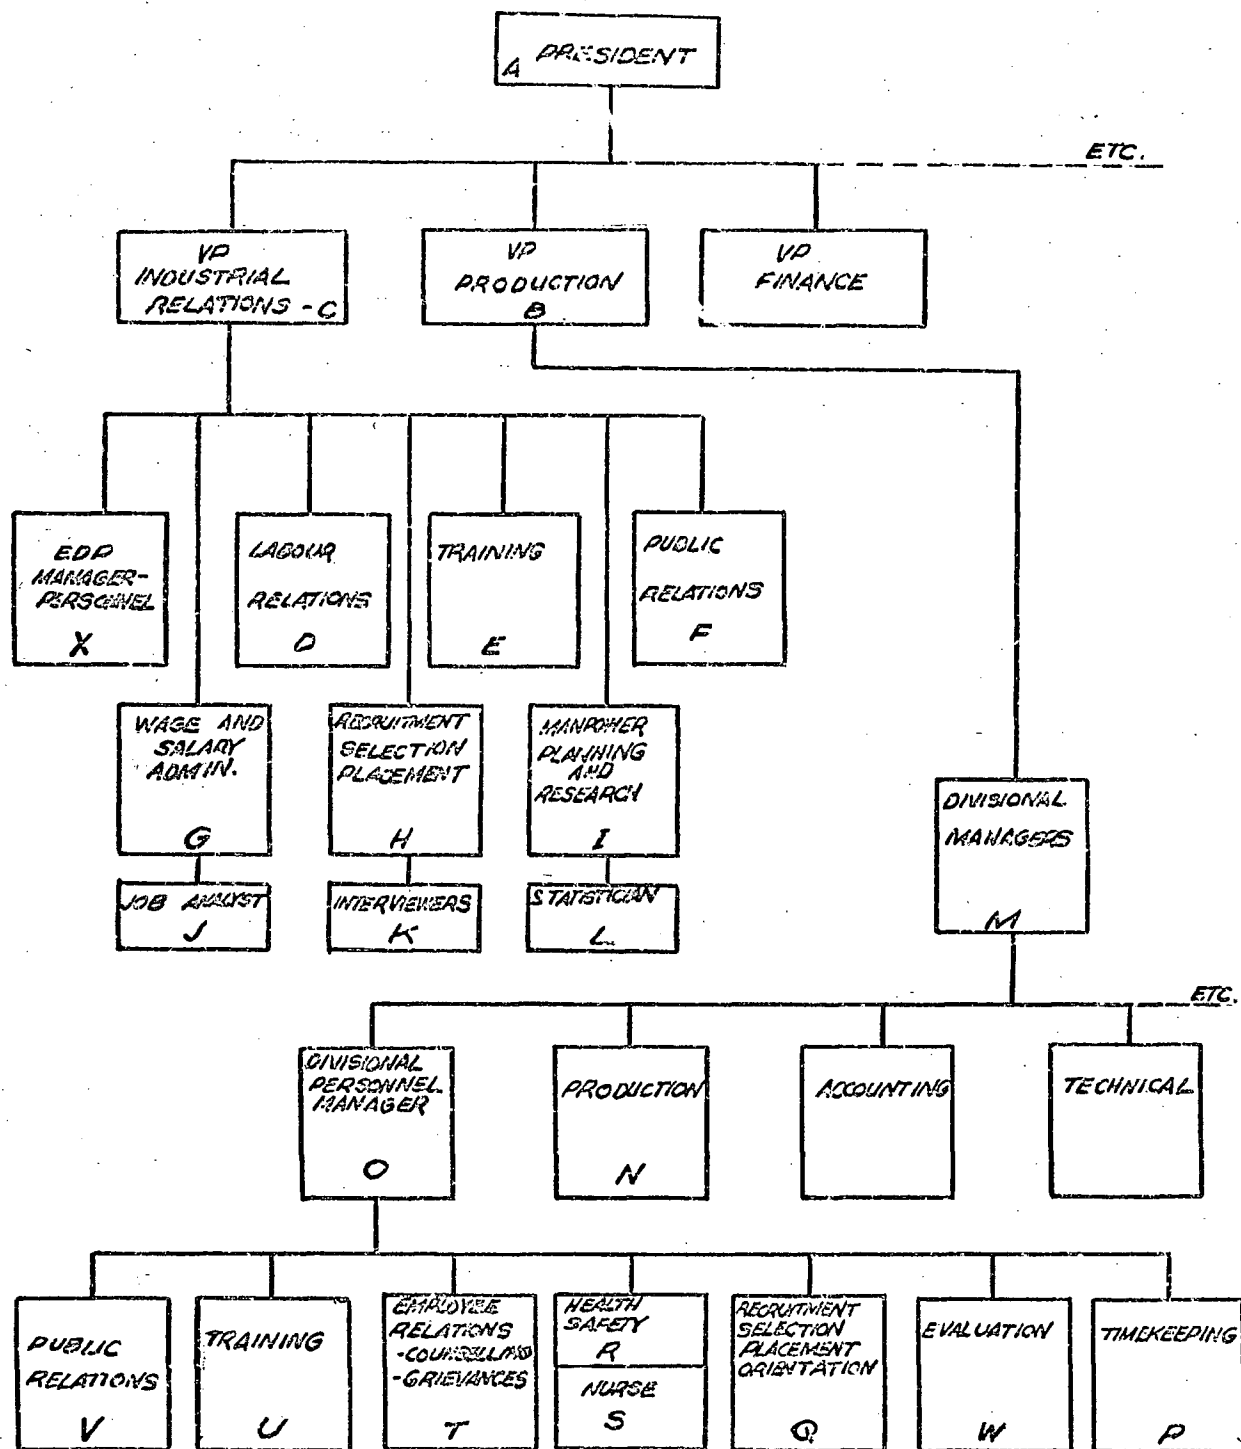 PRESIDENT
A
ETC.
VP
INDUSTRIAL
RELATIONS - C
VP
PRODUCTION
B
VP
FINANCE
EDP
MANAGER-
PERSONNEL
X
LABOUR
RELATIONS
D
TRAINING
E
PUBLIC
RELATIONS
F
WAGE AND
SALARY
ADMIN.
G
RECRUITMENT
SELECTION
PLACEMENT
H
MANPOWER
PLANNING
AND
RESEARCH
I
DIVISIONAL
MANAGERS
M
JOB ANALYST
J
INTERVIEWERS
K
STATISTICIAN
L
ETC.
DIVISIONAL
PERSONNEL
MANAGER
O
PRODUCTION
N
ACCOUNTING
TECHNICAL
PUBLIC
RELATIONS
V
TRAINING
U
EMPLOYEE
RELATIONS
-COUNSELLING
-GRIEVANCES
T
HEALTH
SAFETY
R
NURSE
S
RECRUITMENT
SELECTION
PLACEMENT
ORIENTATION
Q
EVALUATION
W
TIMEKEEPING
P